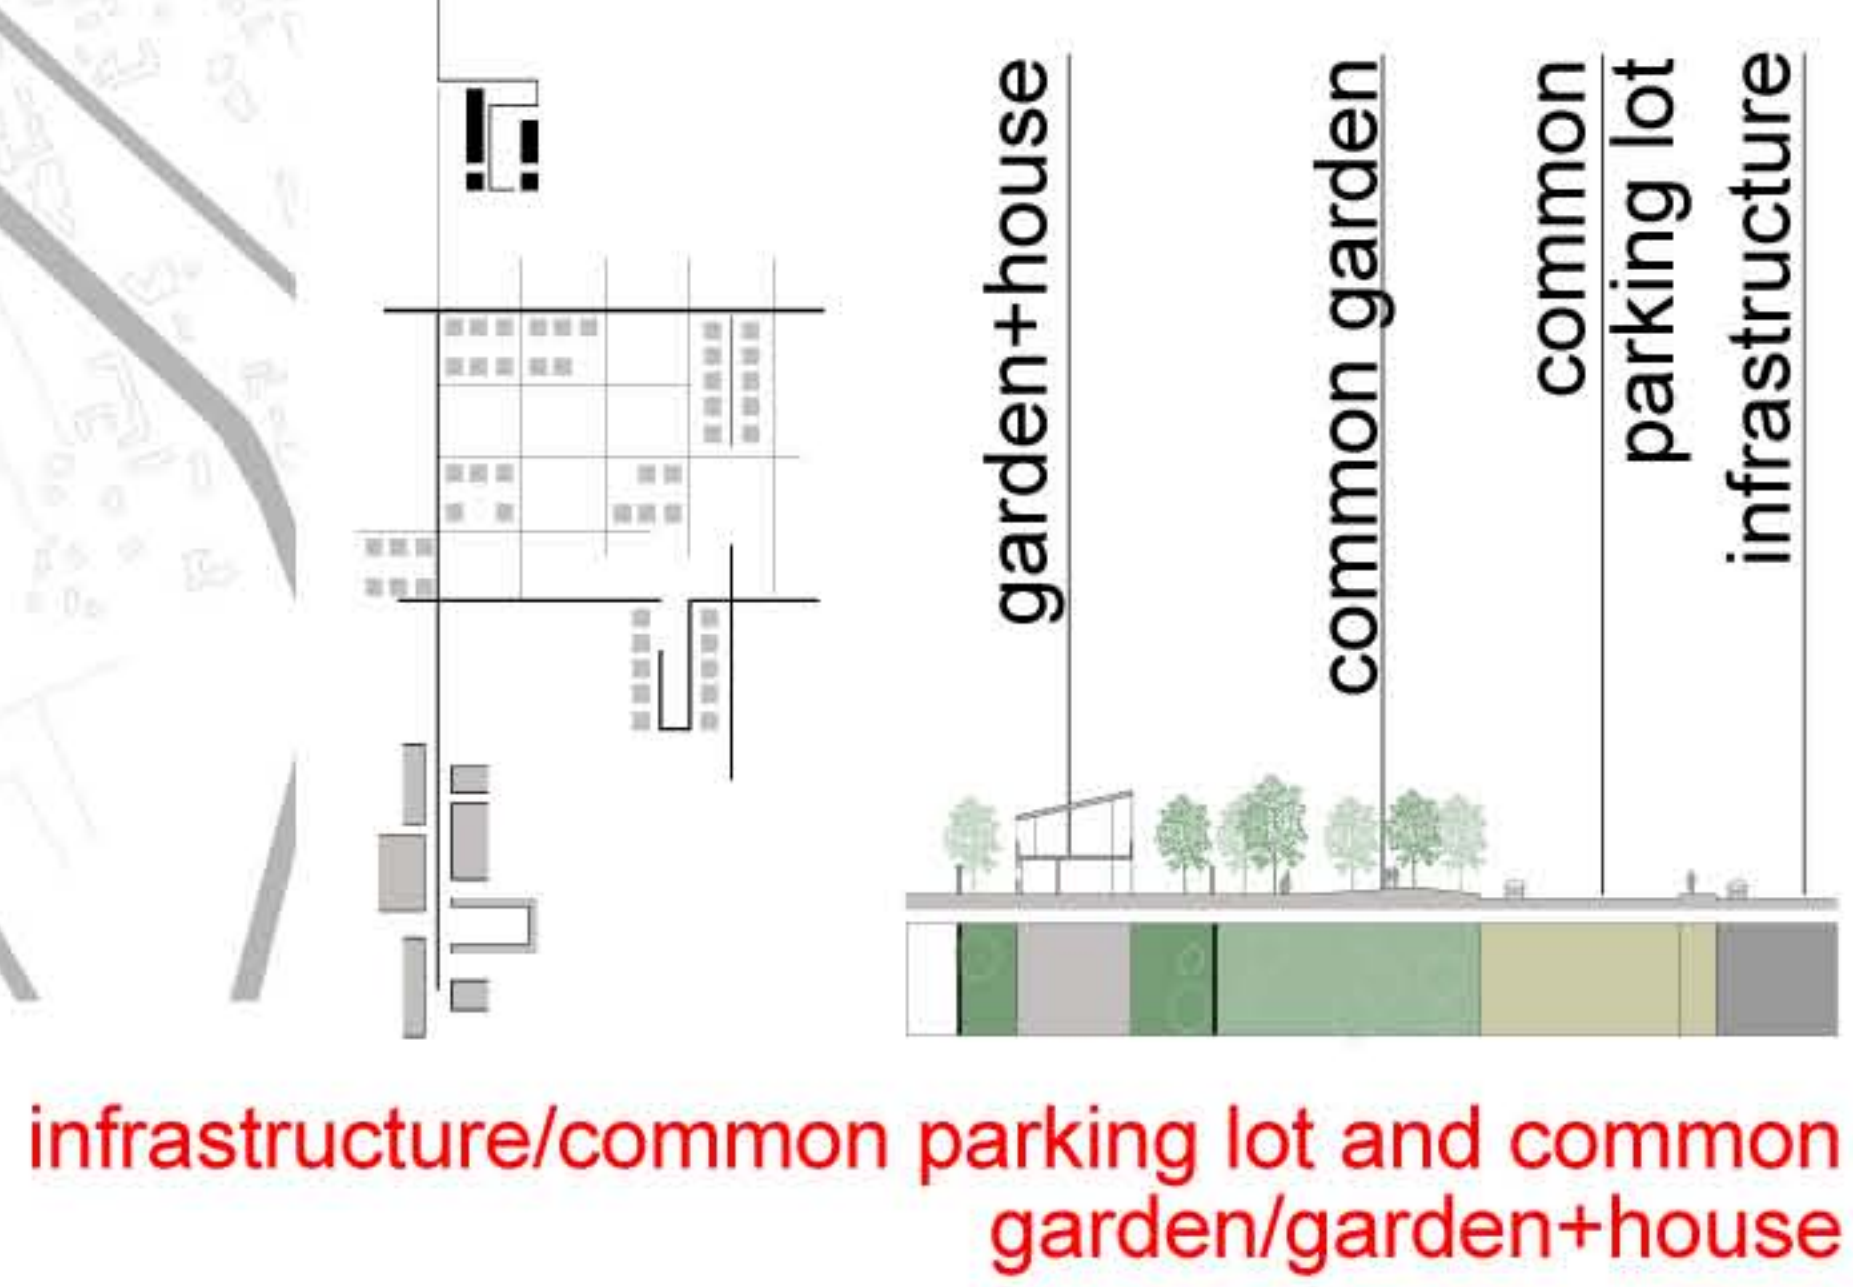 garden+house
common garden
common
parking lot
infrastructure
infrastructure/common parking lot and common
garden/garden+house